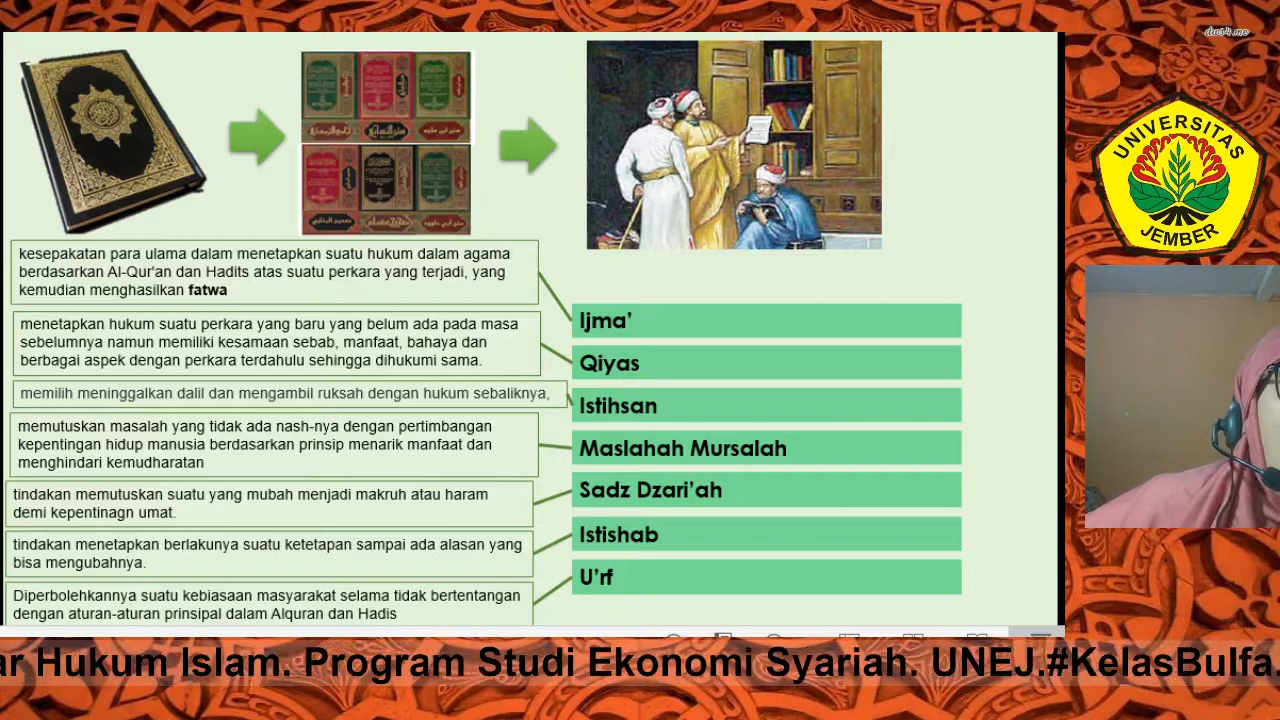 dws4.me
UNIVERSITAS
JEMBER
kesepakatan para ulama dalam menetapkan suatu hukum dalam agama
berdasarkan Al-Qur'an dan Hadits atas suatu perkara yang terjadi, yang
kemudian menghasilkan fatwa
menetapkan hukum suatu perkara yang baru yang belum ada pada masa
sebelumnya namun memiliki kesamaan sebab, manfaat, bahaya dan
berbagai aspek dengan perkara terdahulu sehingga dihukumi sama.
memilih meninggalkan dalil dan mengambil ruksah dengan hukum sebaliknya,
memutuskan masalah yang tidak ada nash-nya dengan pertimbangan
kepentingan hidup manusia berdasarkan prinsip menarik manfaat dan
menghindari kemudharatan
tindakan memutuskan suatu yang mubah menjadi makruh atau haram
demi kepentinagn umat.
tindakan menetapkan berlakunya suatu ketetapan sampai ada alasan yang
bisa mengubahnya.
Diperbolehkannya suatu kebiasaan masyarakat selama tidak bertentangan
dengan aturan-aturan prinsipal dalam Alquran dan Hadis
Ijma’
Qiyas
Istihsan
Maslahah Mursalah
Sadz Dzari’ah
Istishab
U’rf
ar Hukum Islam. Program Studi Ekonomi Syariah. UNEJ.#KelasBulfa.